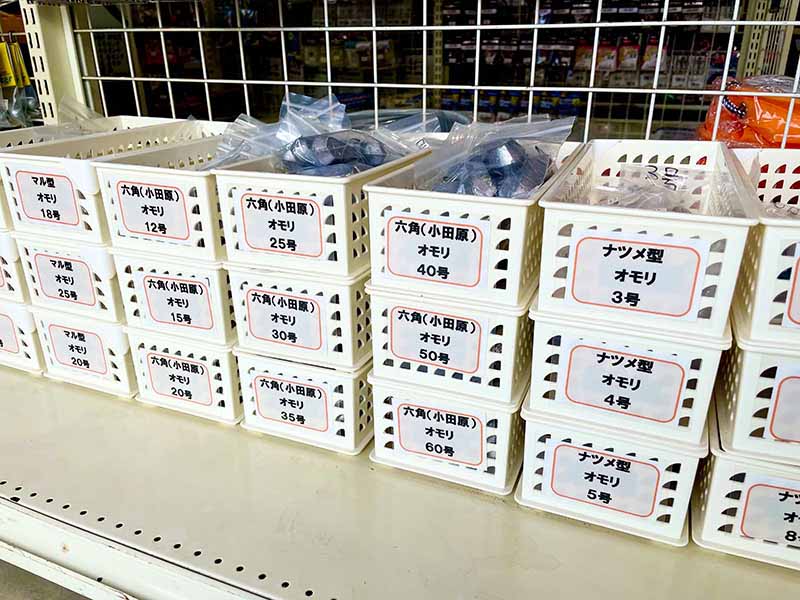 マル型
オモリ
18号
マル型
オモリ
25号
マル型
オモリ
20号
六角(小田原)
オモリ
12号
六角(小田原)
オモリ
15号
六角(小田原)
オモリ
20号
六角(小田原)
オモリ
25号
六角(小田原)
オモリ
30号
六角(小田原)
オモリ
35号
六角(小田原)
オモリ
40号
六角(小田原)
オモリ
50号
六角(小田原)
オモリ
60号
3号
ナツメ型
オモリ
3号
ナツメ型
オモリ
4号
ナツメ型
オモリ
5号
ナツ
オ
8